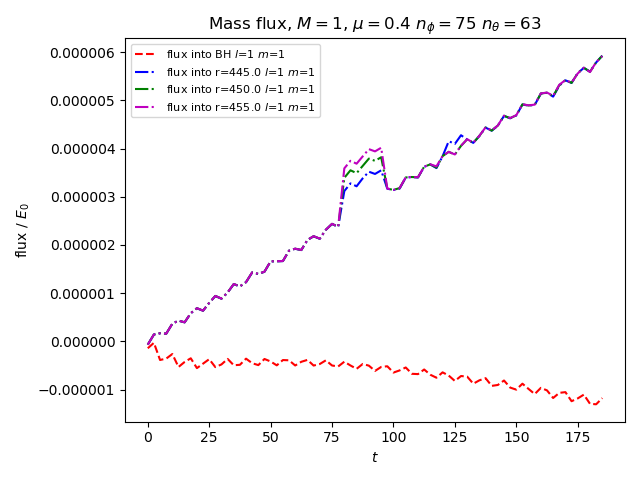 Mass flux, M = 1, μ = 0.4 n_ϕ = 75 n_θ = 63
flux into BH l=1 m=1
flux into r=445.0 l=1 m=1
flux into r=450.0 l=1 m=1
flux into r=455.0 l=1 m=1
flux / E_0
0.000006
0.000005
0.000004
0.000003
0.000002
0.000001
0.000000
−0.000001
0 25 50 75 100 125 150 175
t